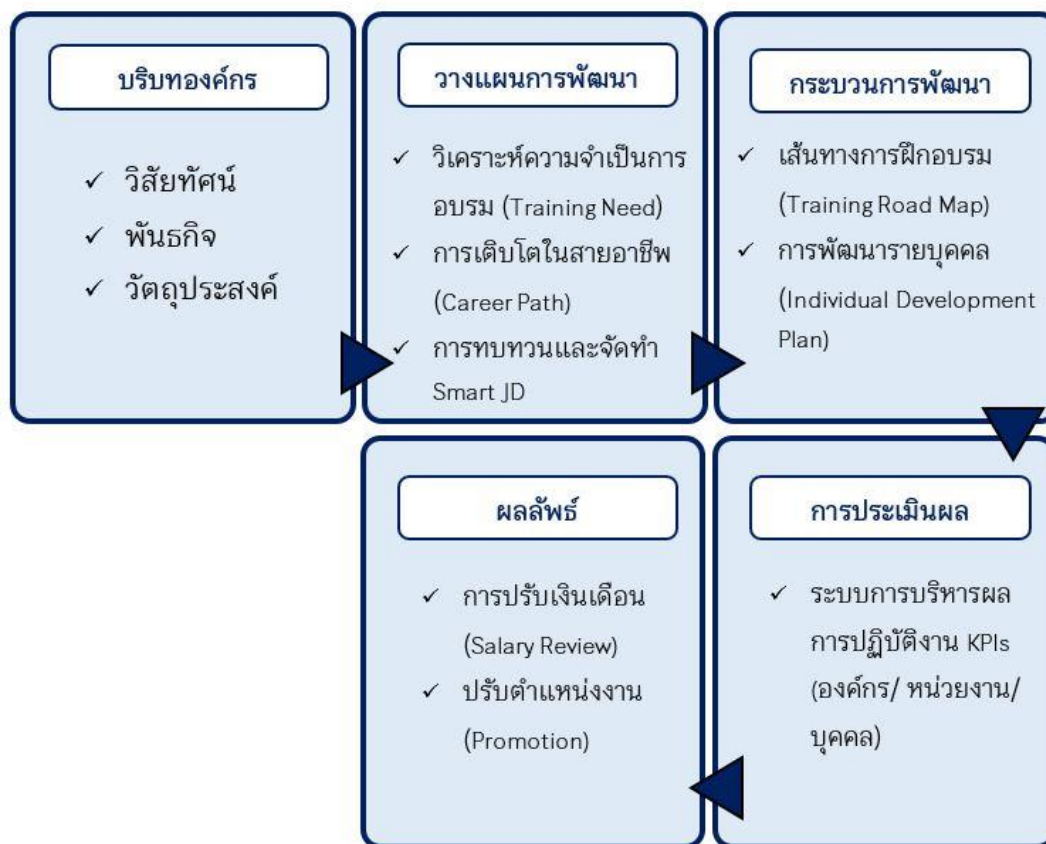 บริบทองค์กร
✓ วิสัยทัศน์
✓ พันธกิจ
✓ วัตถุประสงค์
วางแผนการพัฒนา
✓ วิเคราะห์ความจำเป็นการ
อบรม (Training Need)
✓ การเติบโตในสายอาชีพ
(Career Path)
✓ การทบทวนและจัดทำ
Smart JD
กระบวนการพัฒนา
✓ เส้นทางการฝึกอบรม
(Training Road Map)
✓ การพัฒนารายบุคคล
(Individual Development
Plan)
การประเมินผล
✓ ระบบการบริหารผล
การปฏิบัติงาน KPIs
(องค์กร/ หน่วยงาน/
บุคคล)
ผลลัพธ์
✓ การปรับเงินเดือน
(Salary Review)
✓ ปรับตำแหน่งงาน
(Promotion)